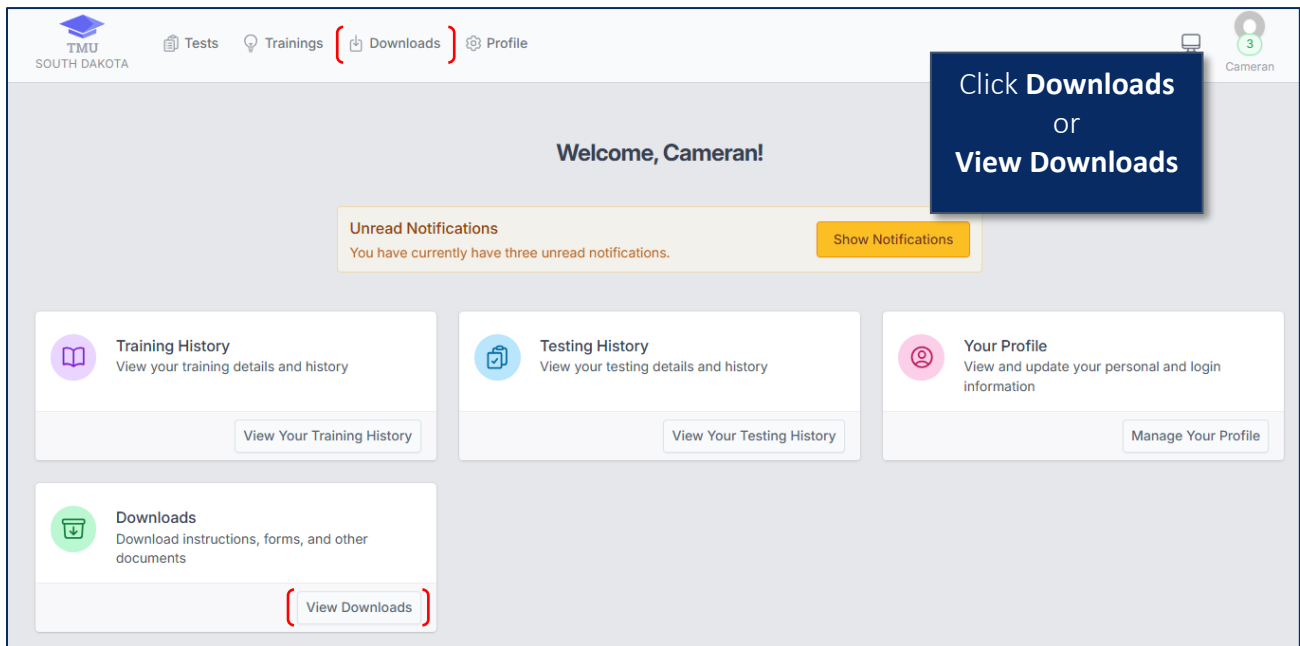 TMU
SOUTH DAKOTA
Tests
Trainings
Downloads
Profile
3
Cameran
Click Downloads
or
View Downloads
Welcome, Cameran!
Unread Notifications
You have currently have three unread notifications.
Show Notifications
Training History
View your training details and history
View Your Training History
Testing History
View your testing details and history
View Your Testing History
Your Profile
View and update your personal and login
information
Manage Your Profile
Downloads
Download instructions, forms, and other
documents
View Downloads